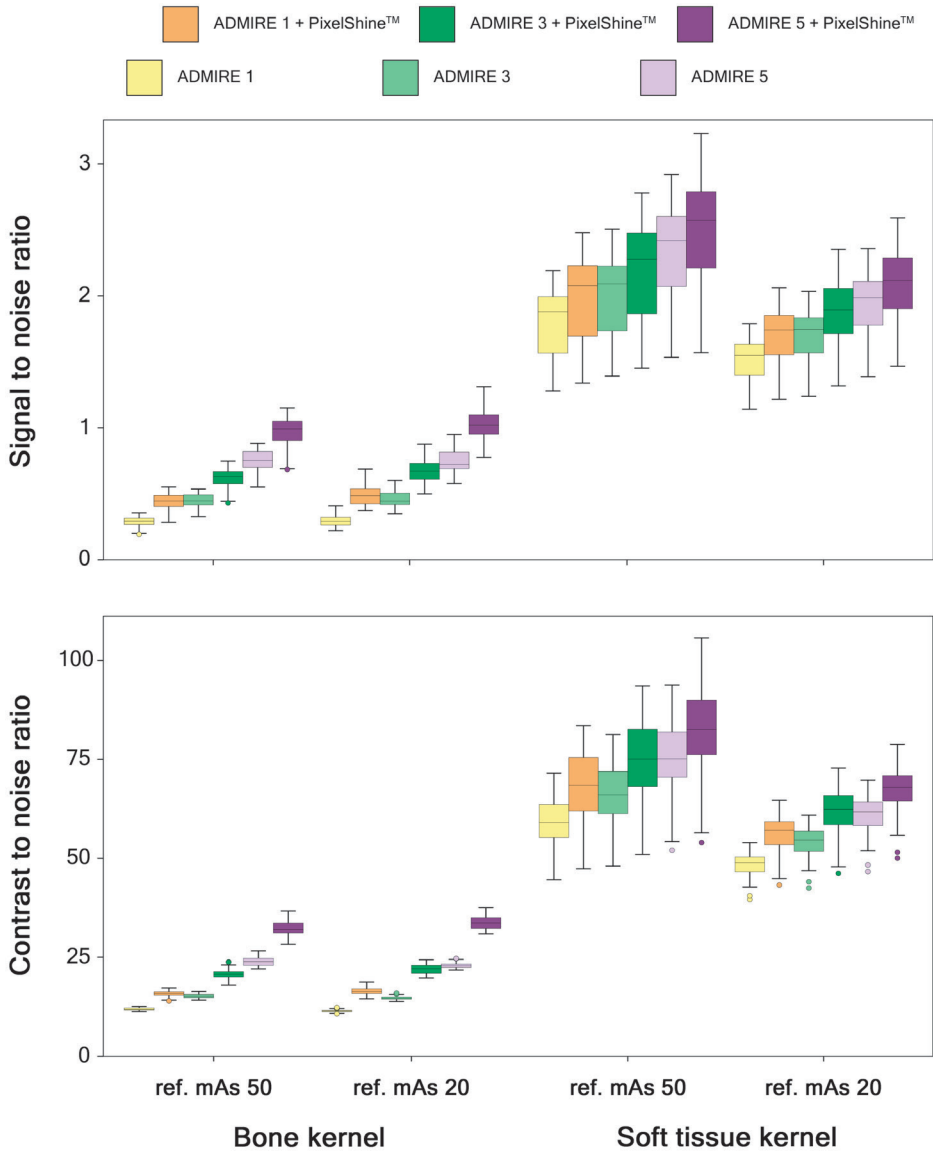 ADMIRE 1 + PixelShine™ ADMIRE 3 + PixelShine™ ADMIRE 5 + PixelShine™
ADMIRE 1 ADMIRE 3 ADMIRE 5
Signal to noise ratio
3
2
1
0
Contrast to noise ratio
100
75
50
25
0
ref. mAs 50 ref. mAs 20 ref. mAs 50 ref. mAs 20
Bone kernel Soft tissue kernel